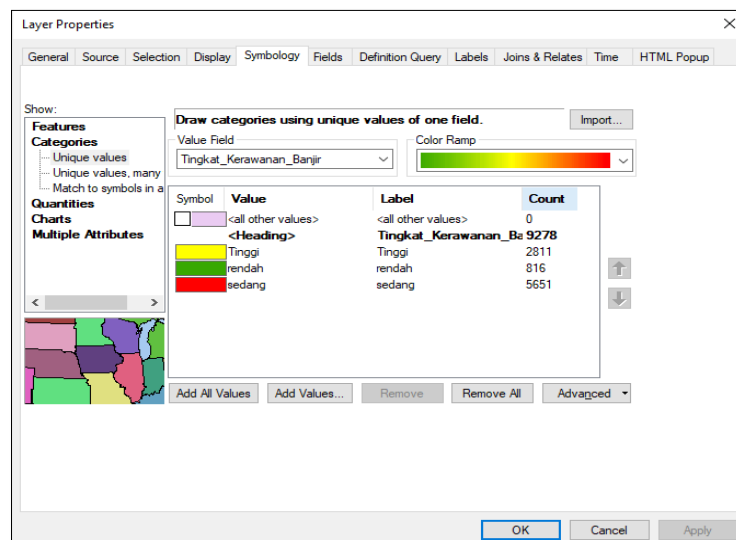 Layer Properties
General Source Selection Display Symbology Fields Definition Query Labels Joins & Relates Time HTML Popup
Show:
Features
Categories
Unique values
Unique values, many
Match to symbols in a
Quantities
Charts
Multiple Attributes
Draw categories using unique values of one field.
Import...
Value Field
Tingkat_Kerawanan_Banjir
Color Ramp
Symbol Value Label Count
<all other values> <all other values> 0
<Heading> Tingkat_Kerawanan_Ba 9278
Tinggi Tinggi 2811
rendah rendah 816
sedang sedang 5651
Add All Values Add Values... Remove Remove All Advanced
OK Cancel Apply